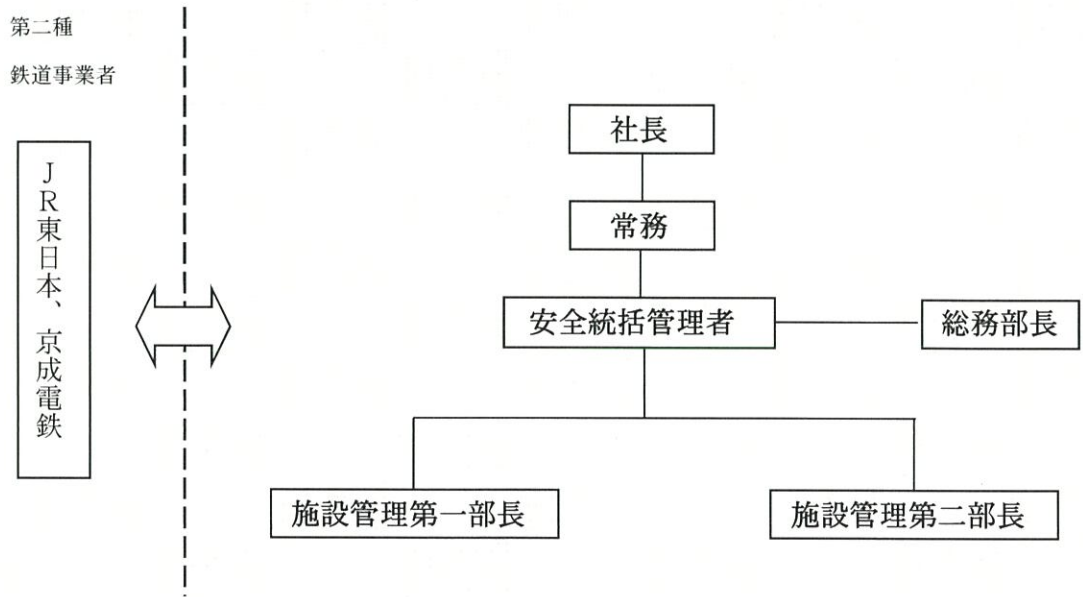 第二種
鉄道事業者
JR東日本、京成電鉄
社長
常務
安全統括管理者
総務部長
施設管理第一部長
施設管理第二部長